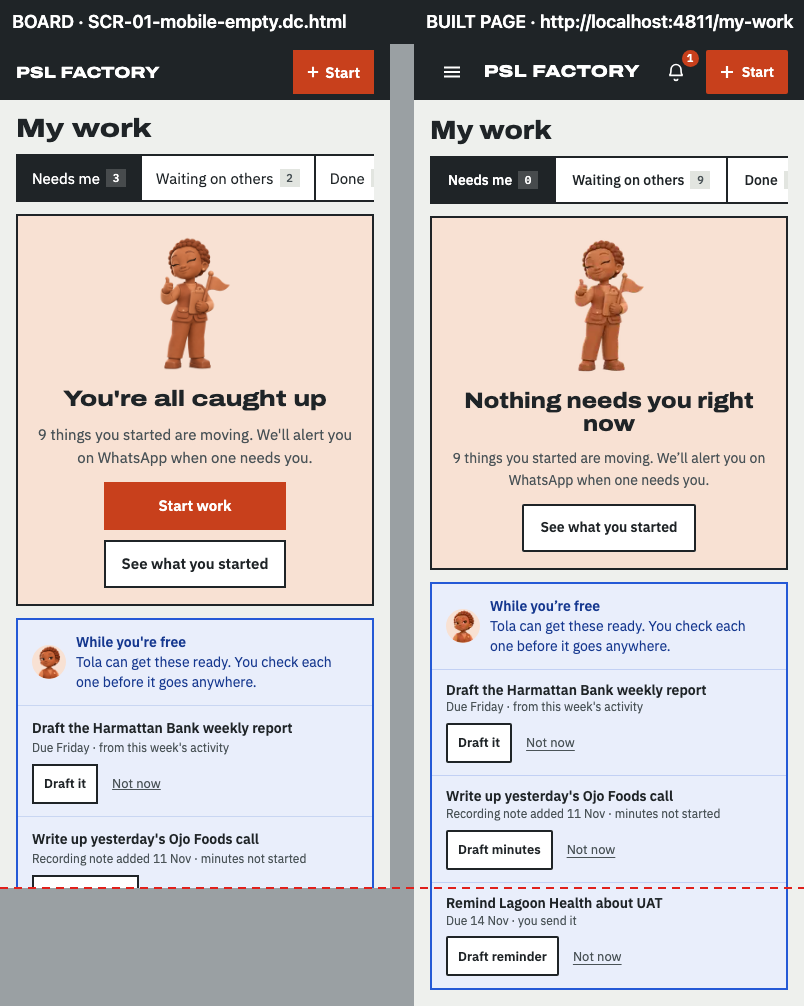 BOARD · SCR-01-mobile-empty.dc.html
PSL FACTORY
+ Start
My work
Needs me 3
Waiting on others 2
Done
You're all caught up
9 things you started are moving. We'll alert you
on WhatsApp when one needs you.
Start work
See what you started
While you're free
Tola can get these ready. You check each
one before it goes anywhere.
Draft the Harmattan Bank weekly report
Due Friday · from this week's activity
Draft it
Not now
Write up yesterday's Ojo Foods call
Recording note added 11 Nov · minutes not started
BUILT PAGE · http://localhost:4811/my-work
PSL FACTORY
1
+ Start
My work
Needs me 0
Waiting on others 9
Done
Nothing needs you right
now
9 things you started are moving. We’ll alert you on
WhatsApp when one needs you.
See what you started
While you’re free
Tola can get these ready. You check each
one before it goes anywhere.
Draft the Harmattan Bank weekly report
Due Friday · from this week’s activity
Draft it
Not now
Write up yesterday's Ojo Foods call
Recording note added 11 Nov · minutes not started
Draft minutes
Not now
Remind Lagoon Health about UAT
Due 14 Nov · you send it
Draft reminder
Not now